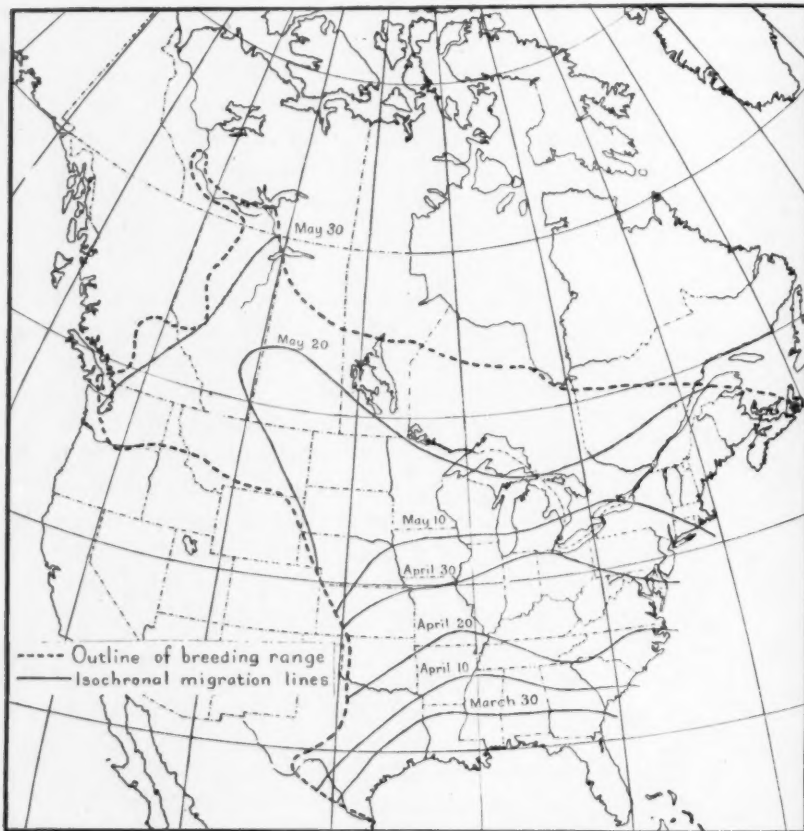 May 30
May 20
May 10
April 30
April 20
April 10
March 30
Outline of breeding range
Isochronal migration lines